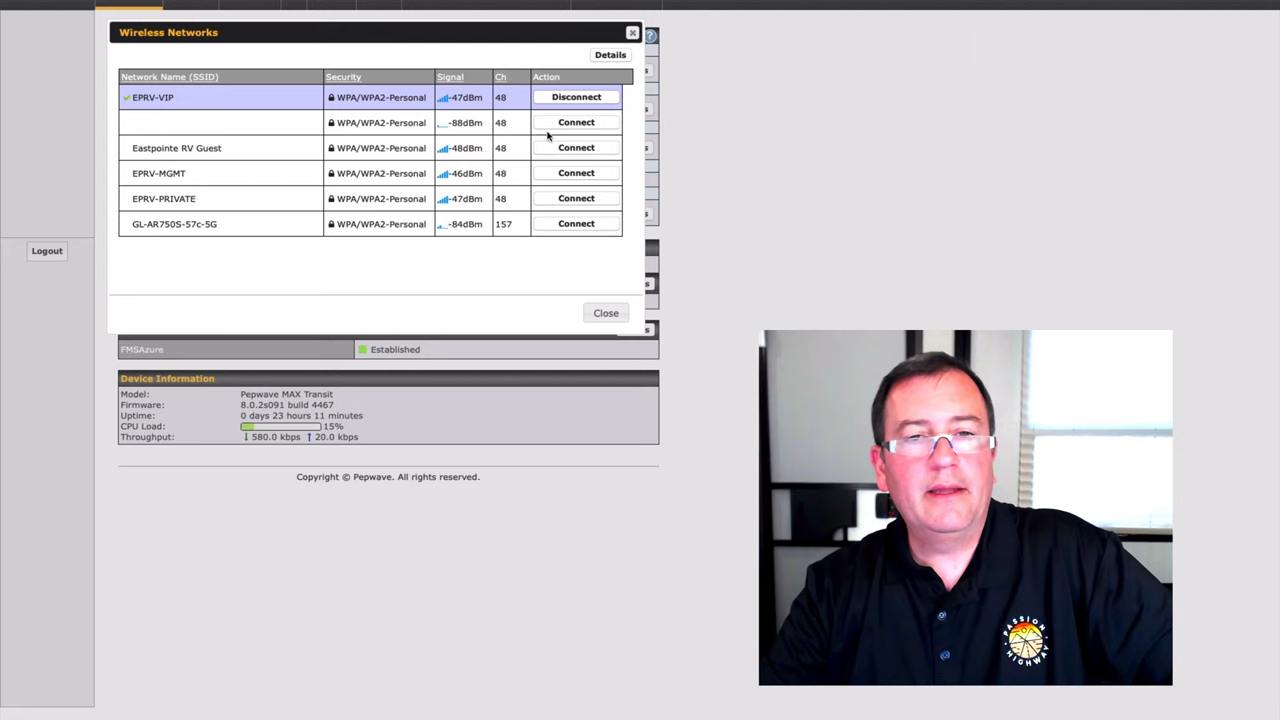 Wireless Networks
Details
Network Name (SSID) Security Signal Ch Action
EPRV-VIP WPA/WPA2-Personal -47dBm 48 Disconnect
WPA/WPA2-Personal -88dBm 48 Connect
Eastpointe RV Guest WPA/WPA2-Personal -48dBm 48 Connect
EPRV-MGMT WPA/WPA2-Personal -46dBm 48 Connect
EPRV-PRIVATE WPA/WPA2-Personal -47dBm 48 Connect
GL-AR750S-57c-5G WPA/WPA2-Personal -84dBm 157 Connect
Logout
Close
FMSAzure Established
Device Information
Model: Pepwave MAX Transit
Firmware: 8.0.2s091 build 4467
Uptime: 0 days 23 hours 11 minutes
CPU Load: 15%
Throughput: 580.0 kbps 20.0 kbps
Copyright © Pepwave. All rights reserved.
PASSION
HIGHWAY